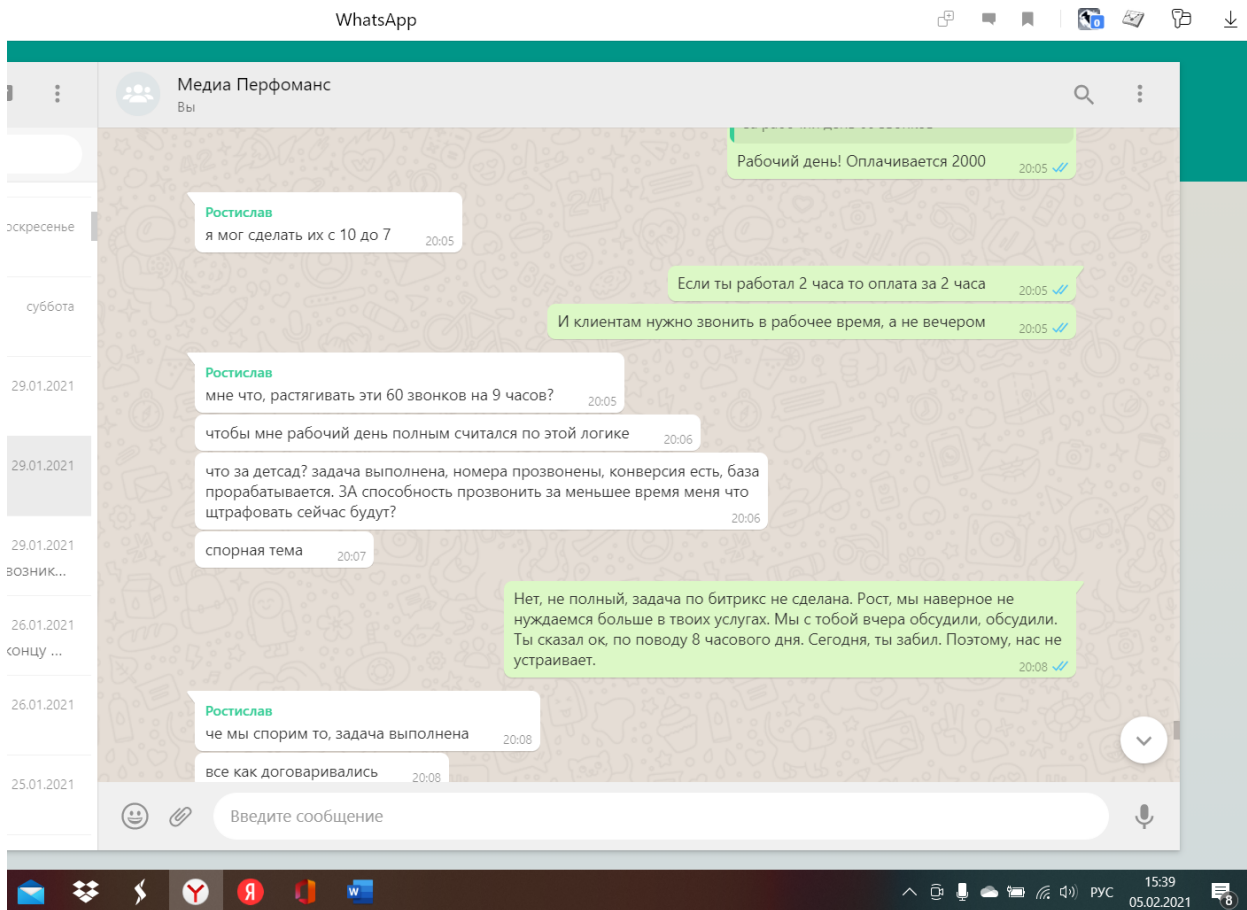 WhatsApp
0
Медиа Перфоманс
Вы
Рабочий день! Оплачивается 2000
20:05
Ростислав
я мог сделать их с 10 до 7
20:05
Если ты работал 2 часа то оплата за 2 часа
20:05
И клиентам нужно звонить в рабочее время, а не вечером
20:05
Ростислав
мне что, растягивать эти 60 звонков на 9 часов?
20:05
чтобы мне рабочий день полным считался по этой логике
20:06
что за детсад? задача выполнена, номера прозвонены, конверсия есть, база
прорабатывается. ЗА способность прозвонить за меньшее время меня что
щтрафовать сейчас будут?
20:06
спорная тема
20:07
Нет, не полный, задача по битрикс не сделана. Рост, мы наверное не
нуждаемся больше в твоих услугах. Мы с тобой вчера обсудили, обсудили.
Ты сказал ок, по поводу 8 часового дня. Сегодня, ты забил. Поэтому, нас не
устраивает.
20:08
Ростислав
че мы спорим то, задача выполнена
20:08
все как договаривались
20:08
Введите сообщение
оскресенье
суббота
29.01.2021
29.01.2021
29.01.2021
возник...
26.01.2021
концу ...
26.01.2021
25.01.2021
Я
W
РУС
15:39
05.02.2021
8